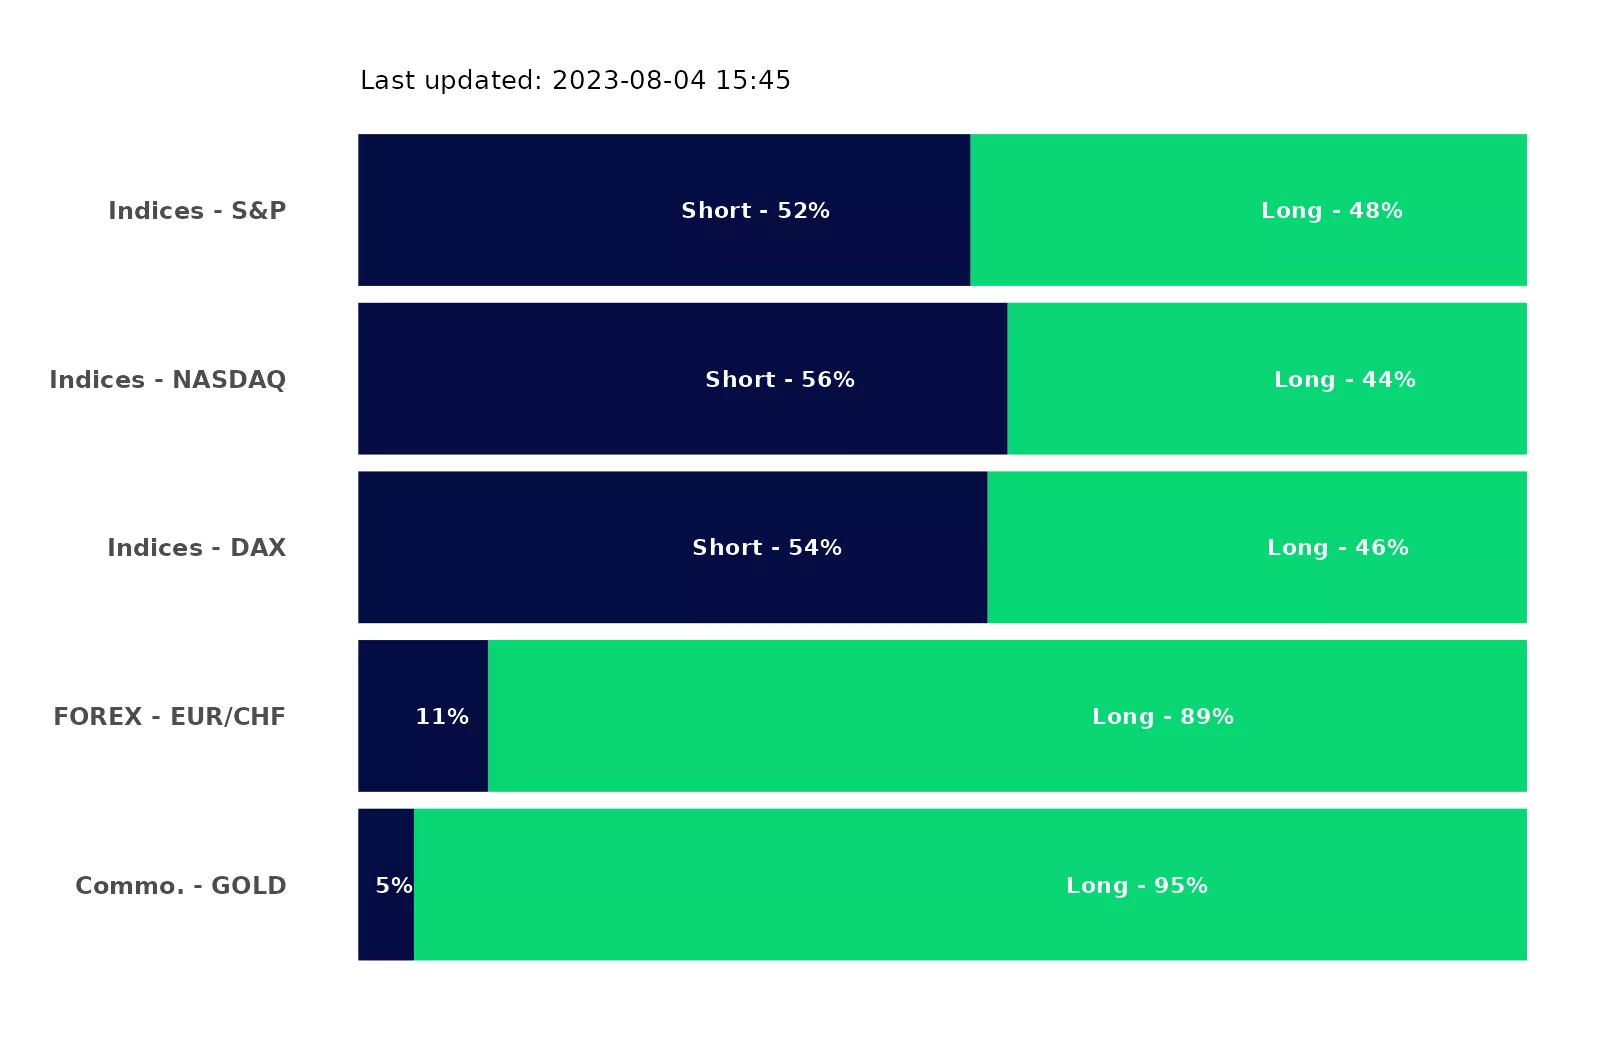 Last updated: 2023-08-04 15:45
Indices - S&P Short - 52% Long - 48%
Indices - NASDAQ Short - 56% Long - 44%
Indices - DAX Short - 54% Long - 46%
FOREX - EUR/CHF 11% Long - 89%
Commo. - GOLD 5% Long - 95%